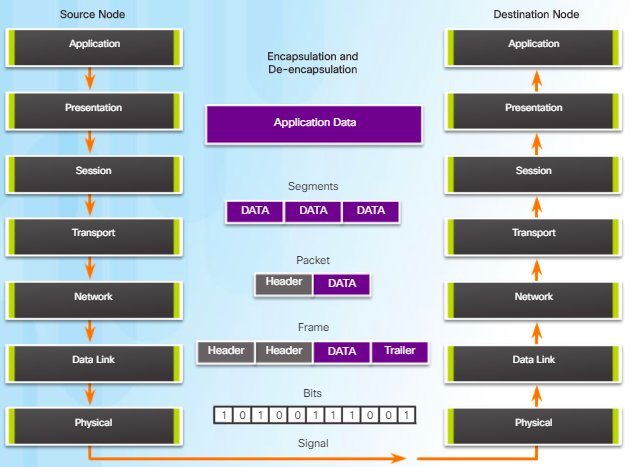 Source Node
Destination Node
Application
Encapsulation and
De-encapsulation
Application
Presentation
Application Data
Presentation
Session
Segments
Session
DATA DATA DATA
Transport
Transport
Packet
Header DATA
Network
Network
Frame
Header Header DATA Trailer
Data Link
Data Link
Bits
1 0 1 0 0 1 1 1 0 0 1
Physical
Physical
Signal